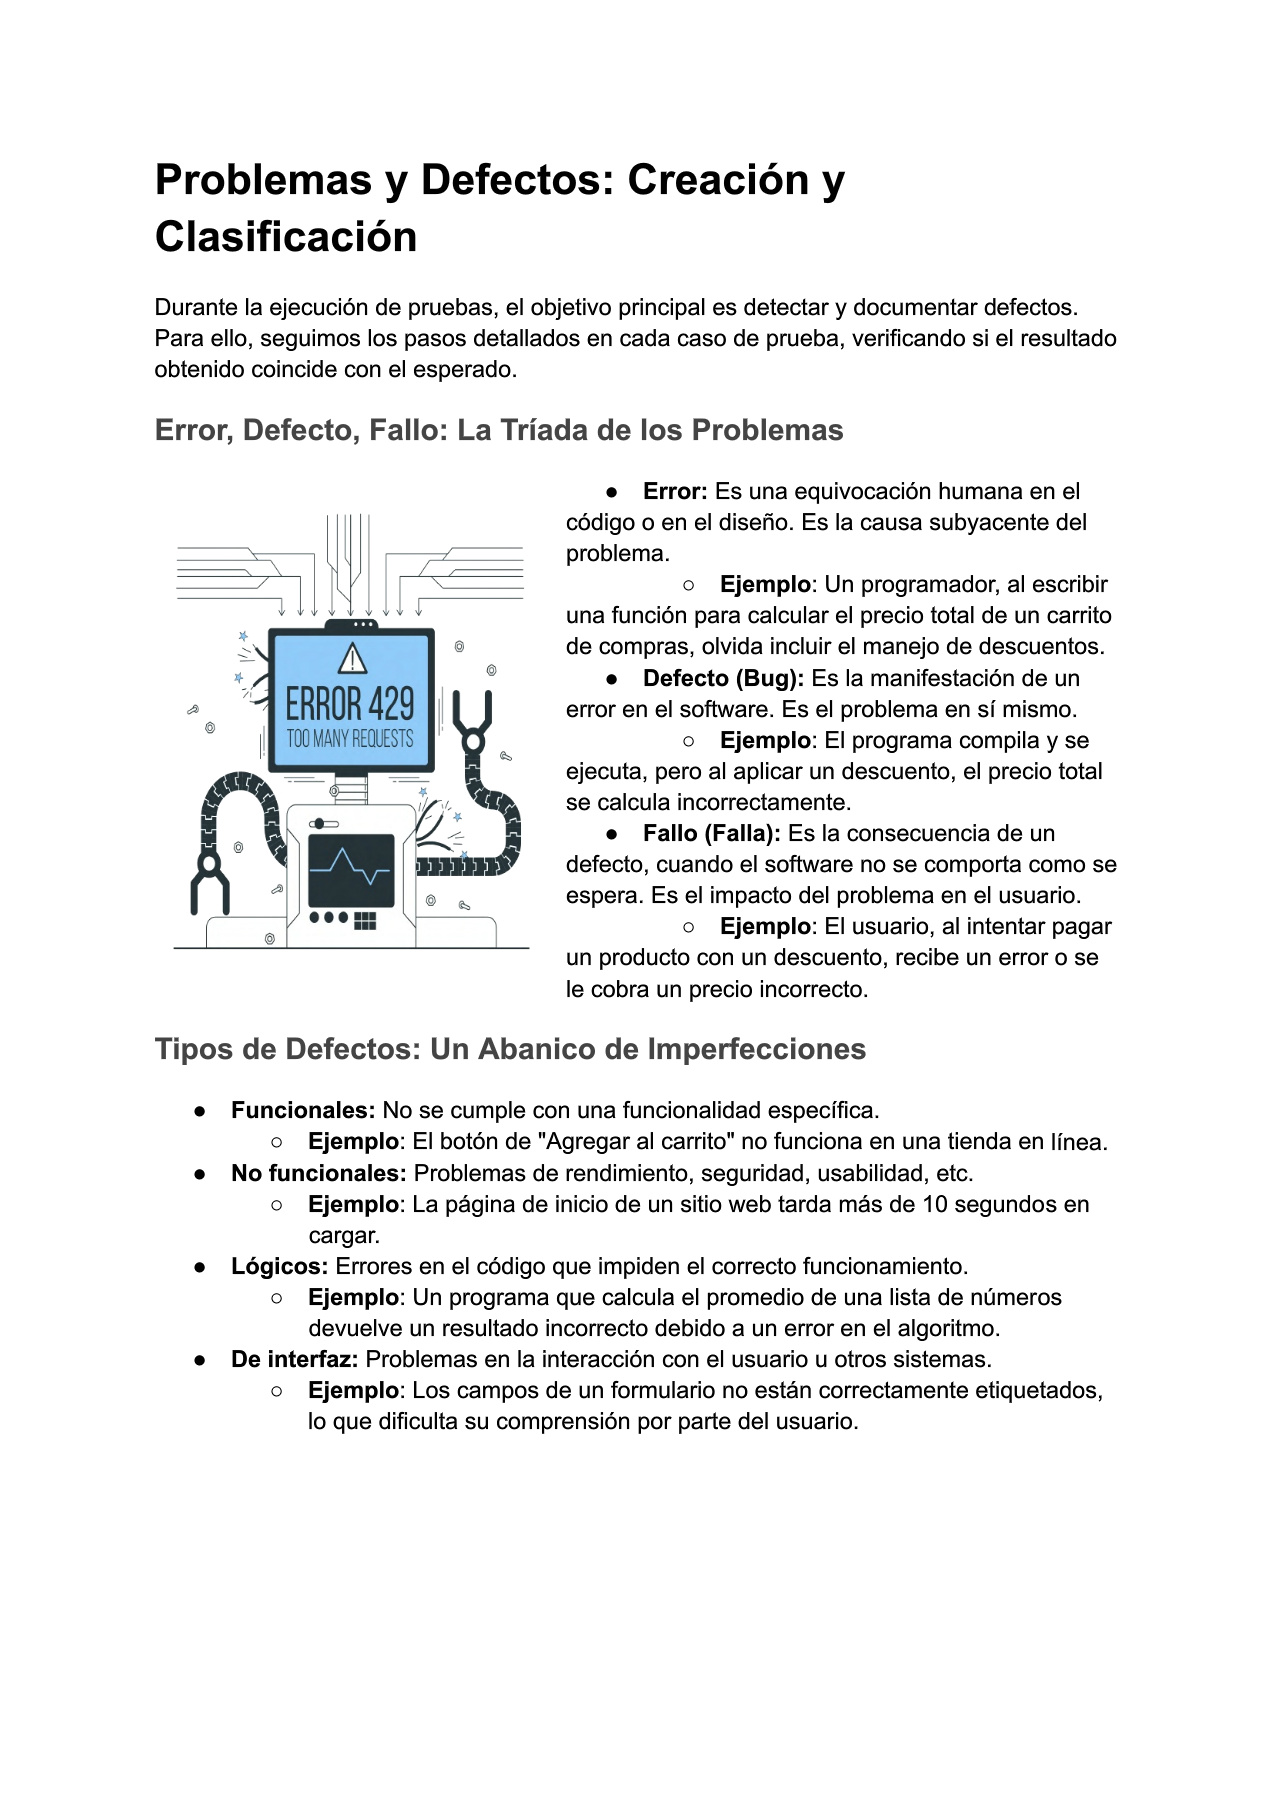 Problemas y Defectos: Creación y
Clasificación
Durante la ejecución de pruebas, el objetivo principal es detectar y documentar defectos.
Para ello, seguimos los pasos detallados en cada caso de prueba, verificando si el resultado
obtenido coincide con el esperado.
Error, Defecto, Fallo: La Tríada de los Problemas
ERROR 429
TOO MANY REQUESTS
● Error: Es una equivocación humana en el
código o en el diseño. Es la causa subyacente del
problema.
○ Ejemplo: Un programador, al escribir
una función para calcular el precio total de un carrito
de compras, olvida incluir el manejo de descuentos.
● Defecto (Bug): Es la manifestación de un
error en el software. Es el problema en sí mismo.
○ Ejemplo: El programa compila y se
ejecuta, pero al aplicar un descuento, el precio total
se calcula incorrectamente.
● Fallo (Falla): Es la consecuencia de un
defecto, cuando el software no se comporta como se
espera. Es el impacto del problema en el usuario.
○ Ejemplo: El usuario, al intentar pagar
un producto con un descuento, recibe un error o se
le cobra un precio incorrecto.
Tipos de Defectos: Un Abanico de Imperfecciones
● Funcionales: No se cumple con una funcionalidad específica.
○ Ejemplo: El botón de "Agregar al carrito" no funciona en una tienda en línea.
● No funcionales: Problemas de rendimiento, seguridad, usabilidad, etc.
○ Ejemplo: La página de inicio de un sitio web tarda más de 10 segundos en
cargar.
● Lógicos: Errores en el código que impiden el correcto funcionamiento.
○ Ejemplo: Un programa que calcula el promedio de una lista de números
devuelve un resultado incorrecto debido a un error en el algoritmo.
● De interfaz: Problemas en la interacción con el usuario u otros sistemas.
○ Ejemplo: Los campos de un formulario no están correctamente etiquetados,
lo que dificulta su comprensión por parte del usuario.